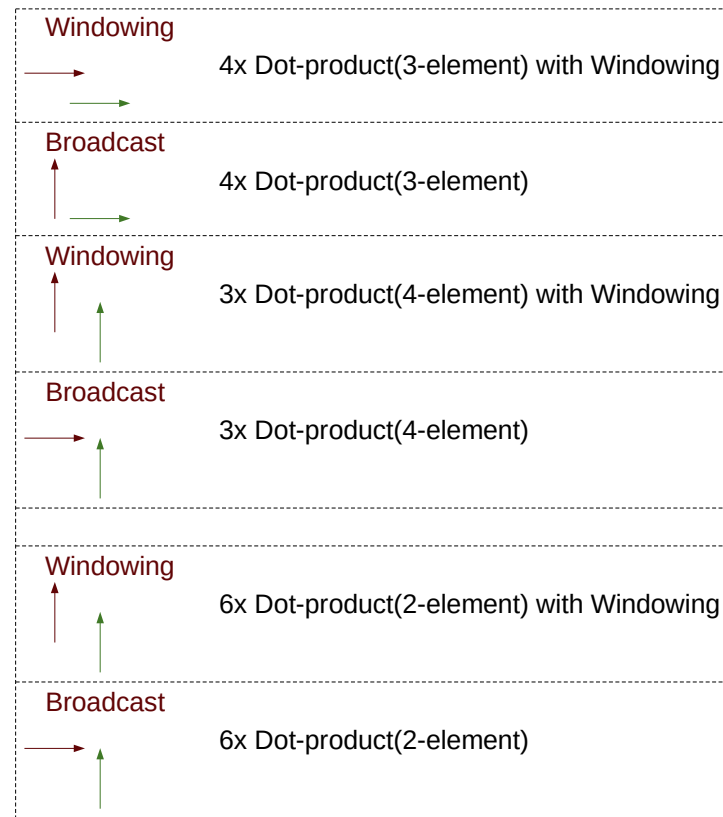 Windowing
4x Dot-product(3-element) with Windowing
Broadcast
4x Dot-product(3-element)
Windowing
3x Dot-product(4-element) with Windowing
Broadcast
3x Dot-product(4-element)
Windowing
6x Dot-product(2-element) with Windowing
Broadcast
6x Dot-product(2-element)